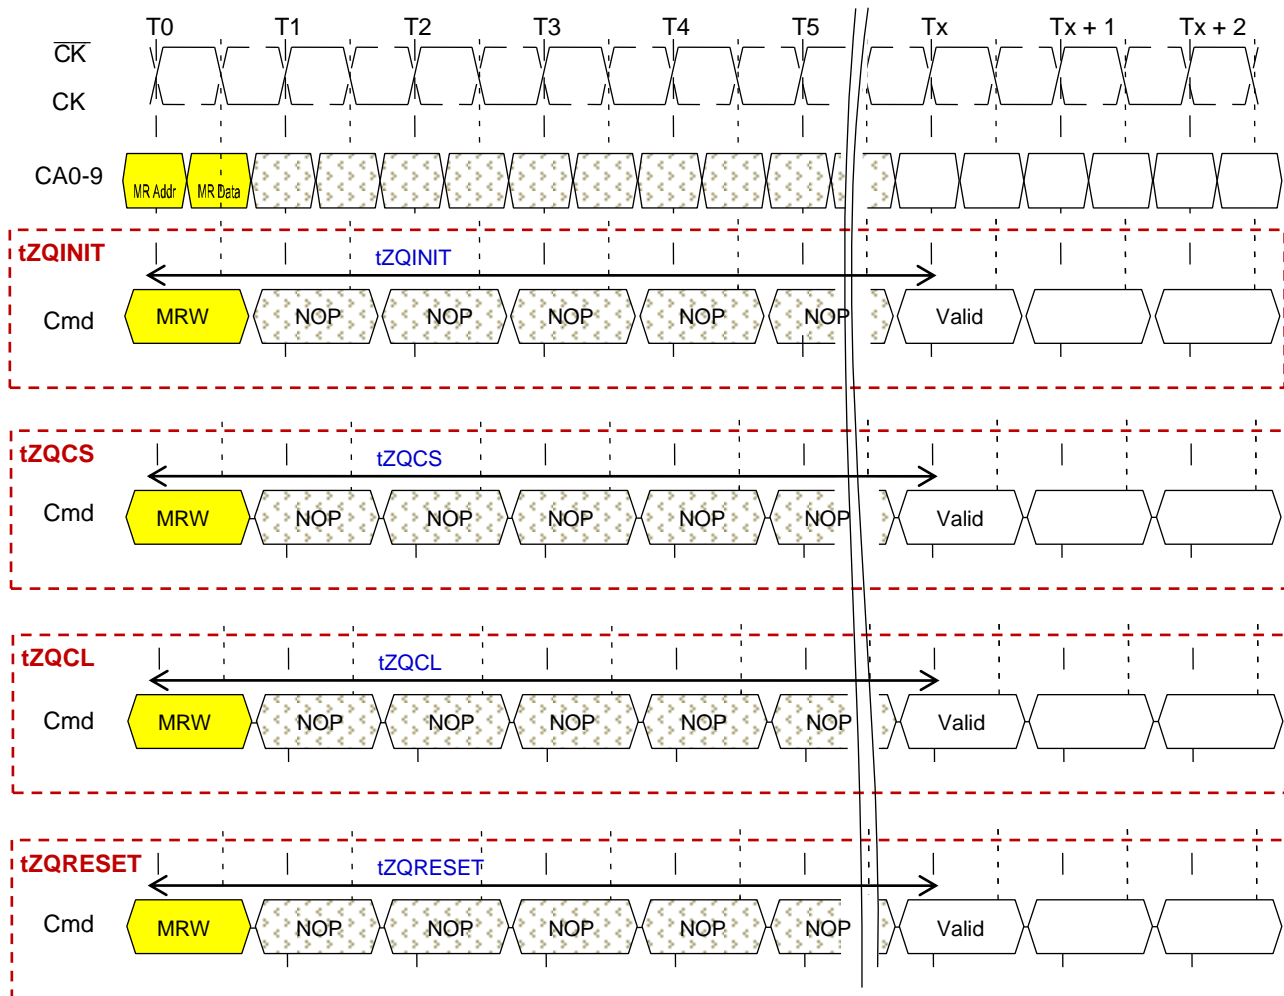 T0 T1 T2 T3 T4 T5 Tx Tx + 1 Tx + 2
CK
CK
CA0-9 MR Addr MR Data
tZQINIT
tZQINIT
Cmd MRW NOP NOP NOP NOP NOP Valid
tZQCS
tZQCS
Cmd MRW NOP NOP NOP NOP NOP Valid
tZQCL
tZQCL
Cmd MRW NOP NOP NOP NOP NOP Valid
tZQRESET
tZQRESET
Cmd MRW NOP NOP NOP NOP NOP Valid